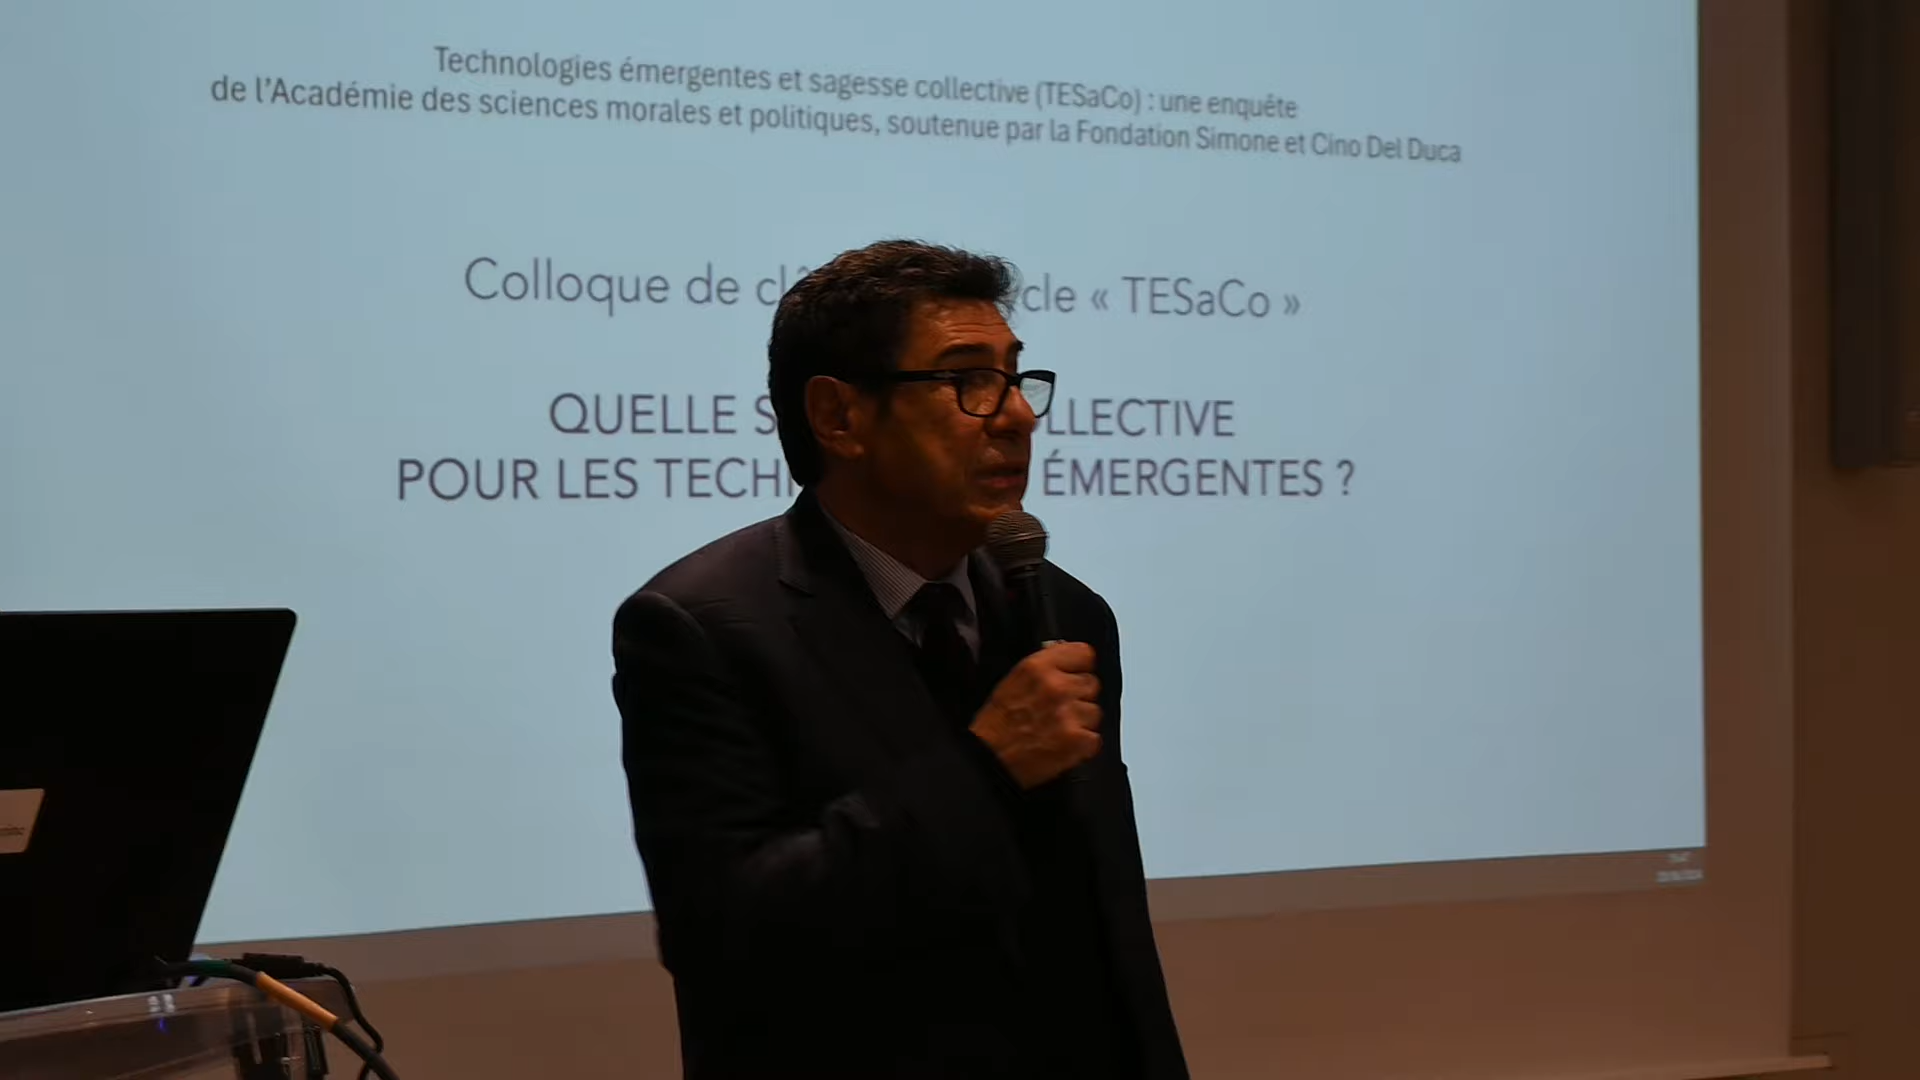 Technologies émergentes et sagesse collective (TESaCo) : une enquête
de l'Académie des sciences morales et politiques, soutenue par la Fondation Simone et Cino Del Duca
Colloque de cl cle « TESaCo »
QUELLE S LLECTIVE
POUR LES TECH ÉMERGENTES ?